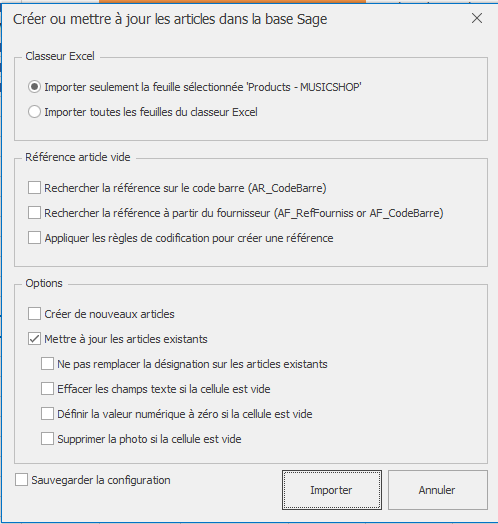 Créer ou mettre à jour les articles dans la base Sage
Classeur Excel
Importer seulement la feuille sélectionnée 'Products - MUSICSHOP'
Importer toutes les feuilles du classeur Excel
Référence article vide
Rechercher la référence sur le code barre (AR_CodeBarre)
Rechercher la référence à partir du fournisseur (AF_RefFourniss or AF_CodeBarre)
Appliquer les règles de codification pour créer une référence
Options
Créer de nouveaux articles
Mettre à jour les articles existants
Ne pas remplacer la désignation sur les articles existants
Effacer les champs texte si la cellule est vide
Définir la valeur numérique à zéro si la cellule est vide
Supprimer la photo si la cellule est vide
Sauvegarder la configuration
Importer
Annuler